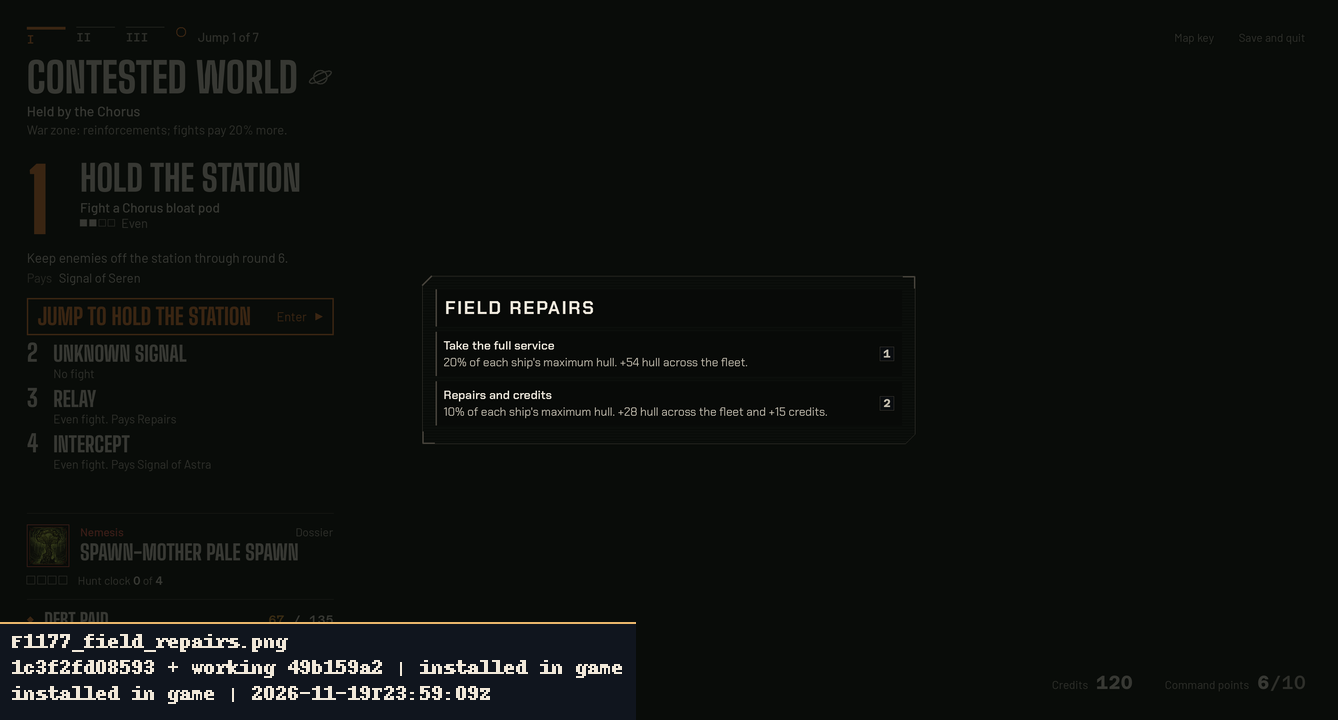 I II III Jump 1 of 7
Map key Save and quit
CONTESTED WORLD
Held by the Chorus
War zone: reinforcements; fights pay 20% more.
1 HOLD THE STATION
Fight a Chorus bloat pod
Even
Keep enemies off the station through round 6.
Pays Signal of Seren
JUMP TO HOLD THE STATION Enter ▶
2 UNKNOWN SIGNAL
No fight
3 RELAY
Even fight. Pays Repairs
4 INTERCEPT
Even fight. Pays Signal of Astra
FIELD REPAIRS
Take the full service
20% of each ship's maximum hull. +54 hull across the fleet.
1
Repairs and credits
10% of each ship's maximum hull. +28 hull across the fleet and +15 credits.
2
Nemesis Dossier
SPAWN-MOTHER PALE SPAWN
Hunt clock 0 of 4
DEBT PAID 67 / 135
F1177_field_repairs.png
1c3f2fd08593 + working 49b159a2 | installed in game
installed in game | 2026-11-19T23:59:09Z
Credits 120 Command points 6/10